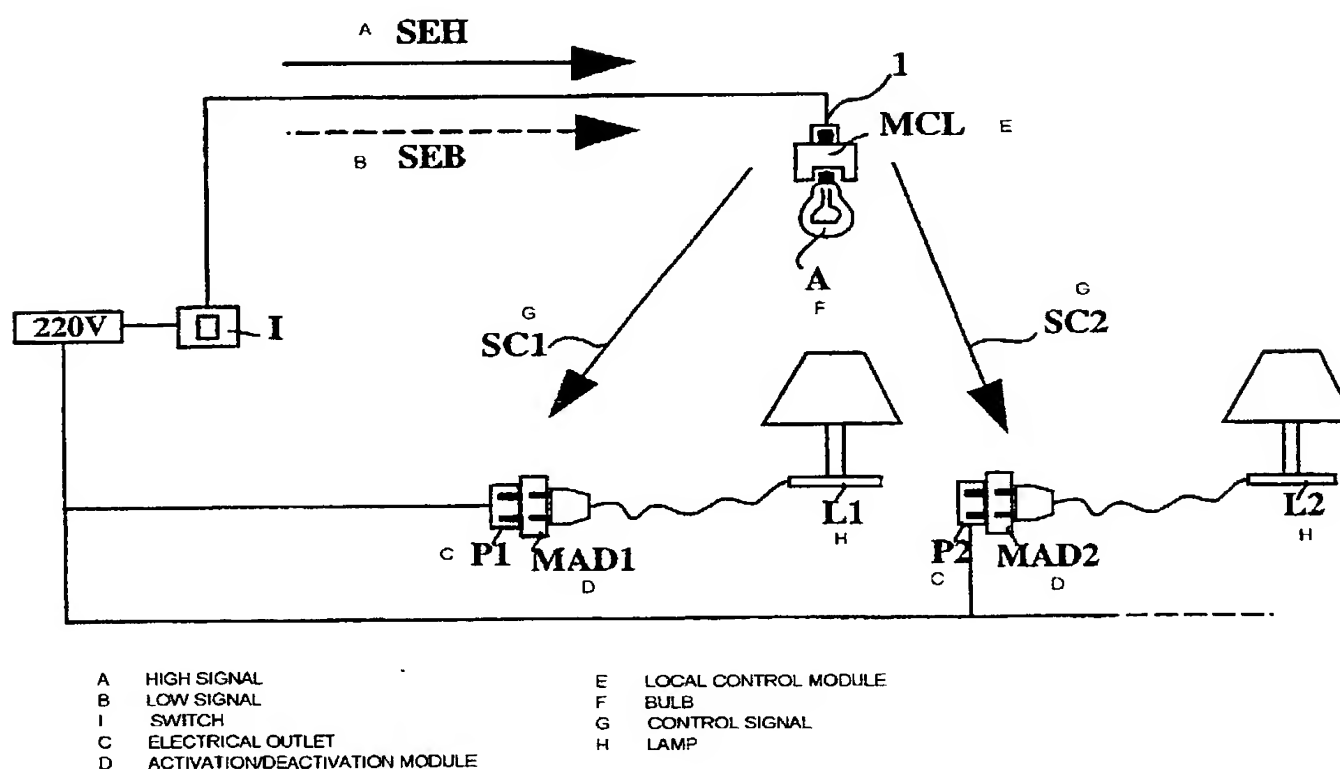 A SEH
1
MCL E
B SEB
A
F
G
SC1
G
SC2
220V
I
L1
H
L2
H
C P1 MAD1
D
P2 MAD2
C D
A HIGH SIGNAL
B LOW SIGNAL
I SWITCH
C ELECTRICAL OUTLET
D ACTIVATION/DEACTIVATION MODULE
E LOCAL CONTROL MODULE
F BULB
G CONTROL SIGNAL
H LAMP